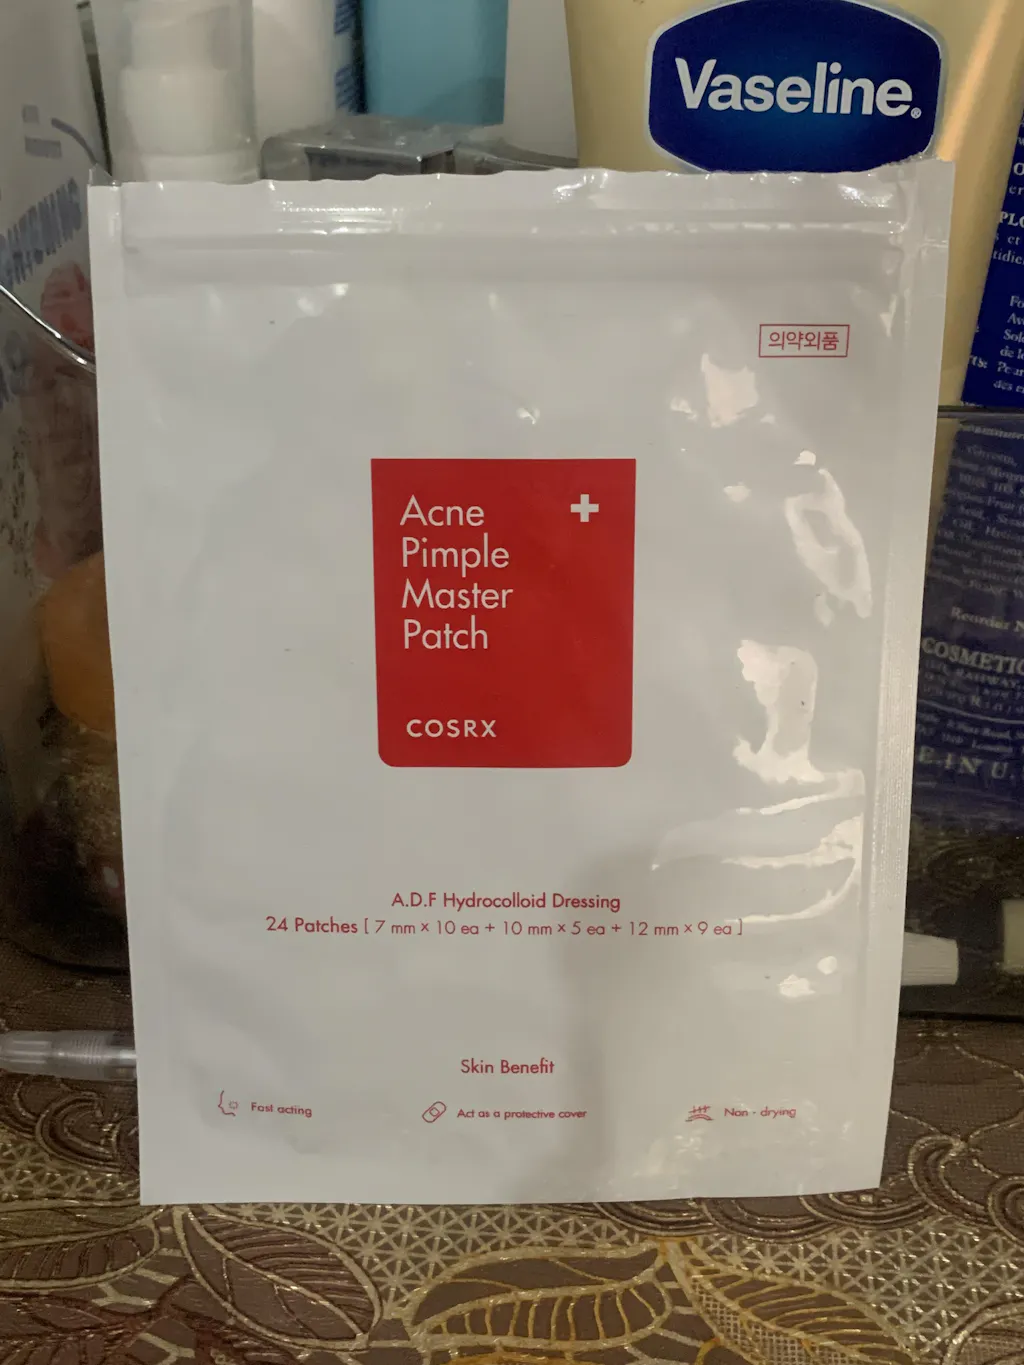 Vaseline®
의약외품
Acne
Pimple
Master
Patch
COSRX
A.D.F Hydrocolloid Dressing
24 Patches [ 7 mm × 10 ea + 10 mm × 5 ea + 12 mm × 9 ea ]
Skin Benefit
Fast acting
Act as a protective cover
Non - drying